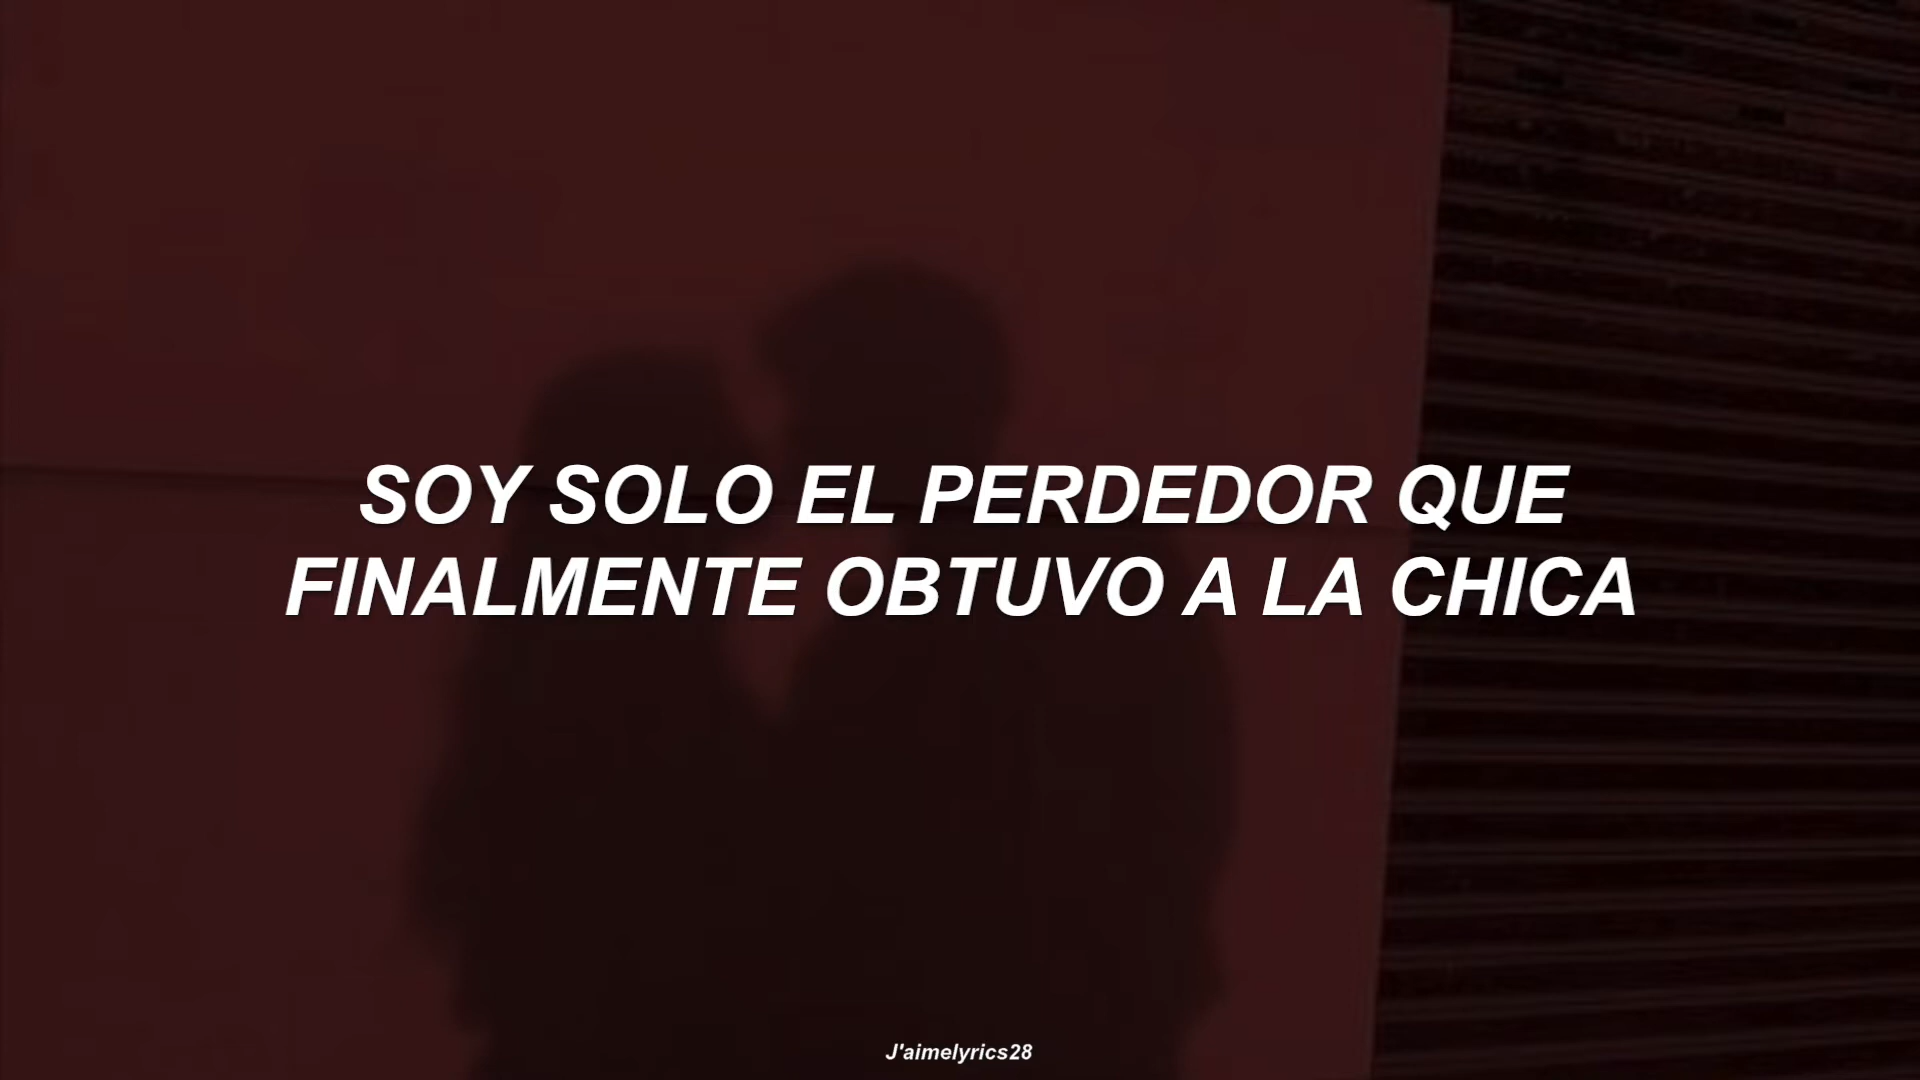 SOY SOLO EL PERDEDOR QUE
FINALMENTE OBTUVO A LA CHICA
J'aimelyrics28